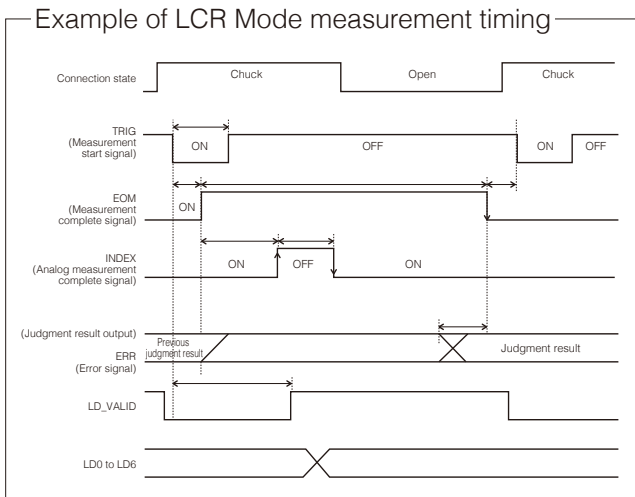 Example of LCR Mode measurement timing
Connection state
Chuck
Open
Chuck
TRIG
(Measurement
start signal)
ON
OFF
ON
OFF
EOM
(Measurement
complete signal)
ON
INDEX
(Analog measurement
complete signal)
ON
OFF
ON
(Judgment result output)
ERR
(Error signal)
Previous
judgment result
Judgment result
LD_VALID
LD0 to LD6